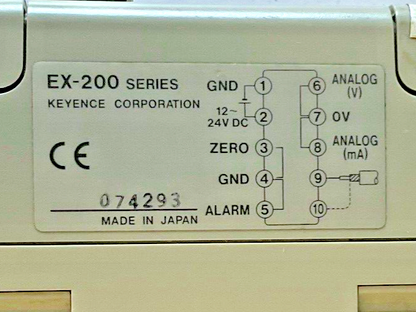 EX-200 SERIES
KEYENCE CORPORATION
CE
074293
MADE IN JAPAN
GND 1
12~
24V DC 2
ZERO 3
GND 4
ALARM 5
6 ANALOG
(V)
7 0V
8 ANALOG
(mA)
9
10